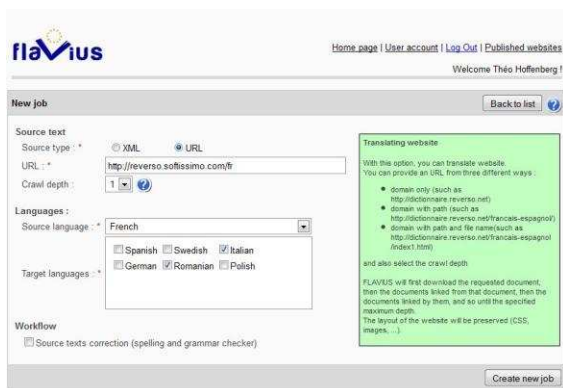 flavius
Home page | User account | Log Out | Published websites
Welcome Théo Hoffenberg !
New job
Back to list
Source text
Source type : *
XML
URL
URL : *
http://reverso.softissimo.com/fr
Crawl depth :
1
Languages :
Source language : *
French
Target languages : *
Spanish Swedish Italian
German Romanian Polish
Workflow
Source texts correction (spelling and grammar checker)
Translating website
With this option, you can translate website.
You can provide an URL from three different ways :
domain only (such as
http://dictionnaire.reverso.net)
domain with path (such as
http://dictionnaire.reverso.net/francais-espagnol/)
domain with path and file name(such as
http://dictionnaire.reverso.net/francais-espagnol
/index1.html)
and also select the crawl depth
FLAVIUS will first download the requested document,
then the documents linked from that document, then the
documents linked by them, and so until the specified
maximum depth.
The layout of the website will be preserved (CSS,
images, ...).
Create new job